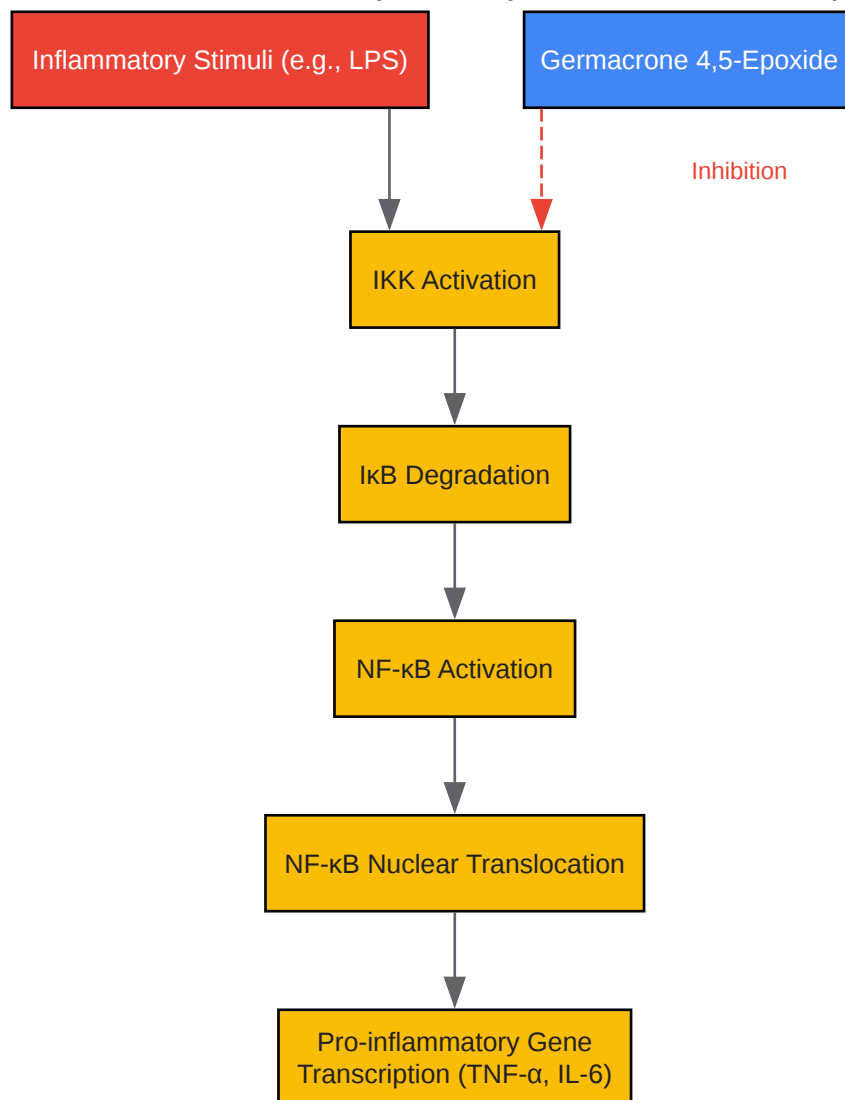 Inflammatory Stimuli (e.g., LPS)
Germacrone 4,5-Epoxide
Inhibition
IKK Activation
IκB Degradation
NF-κB Activation
NF-κB Nuclear Translocation
Pro-inflammatory Gene
Transcription (TNF-α, IL-6)